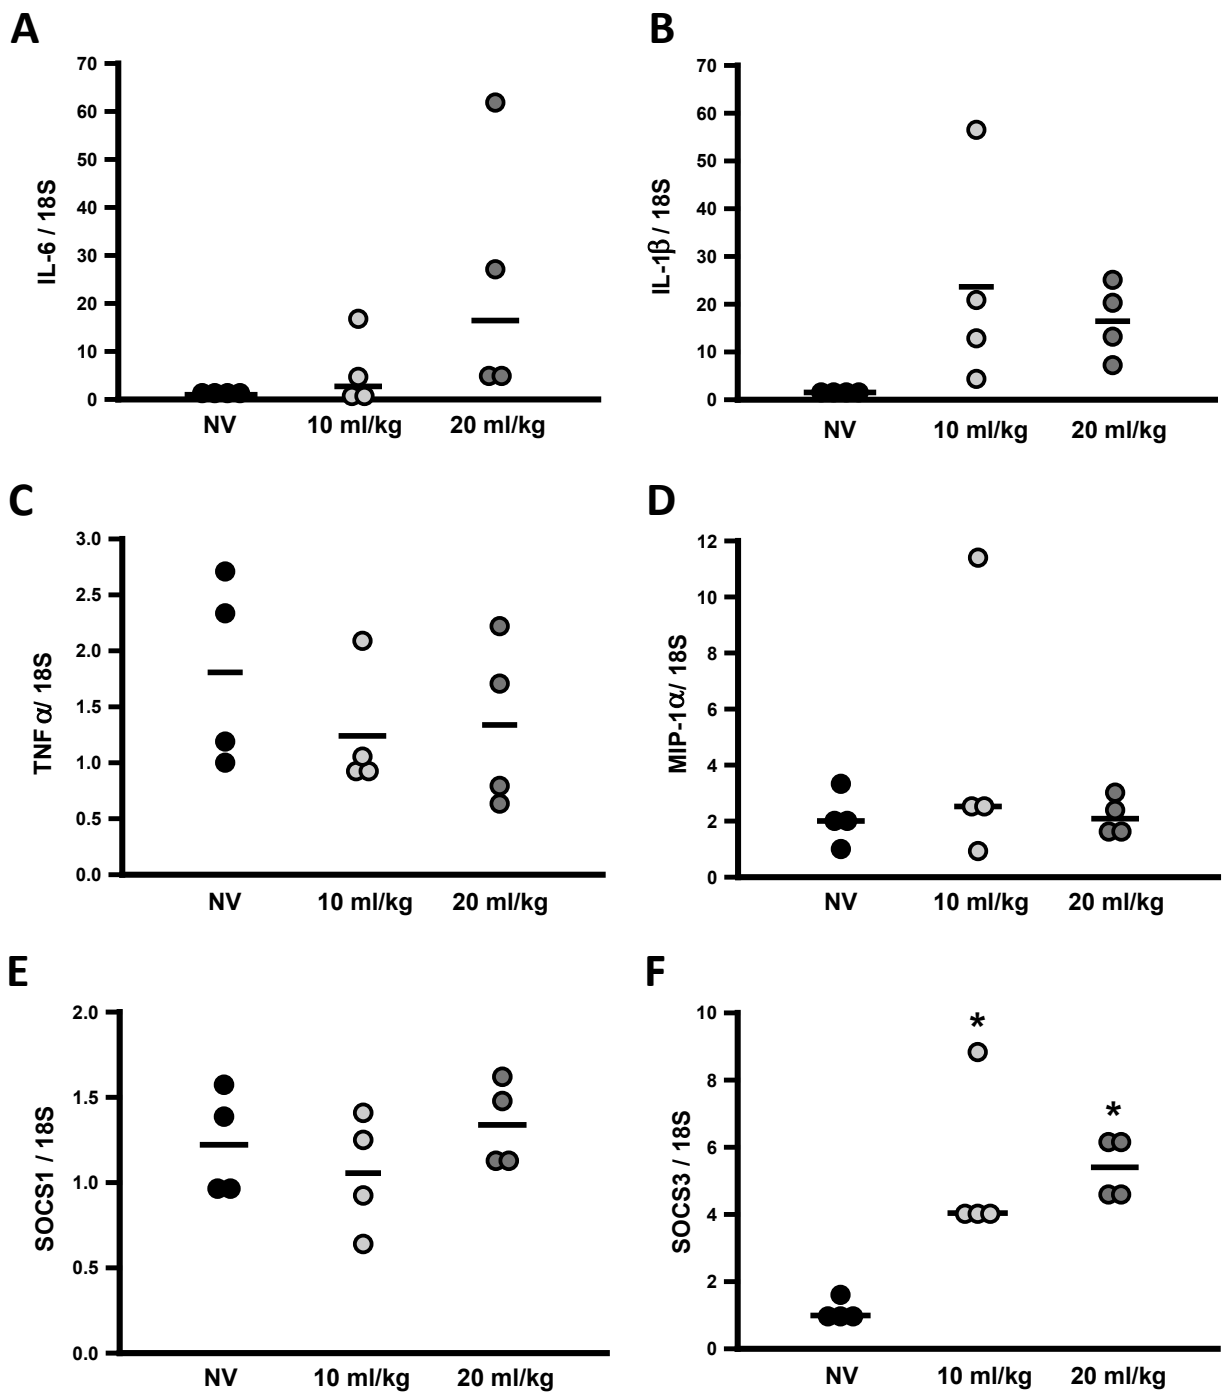 A
70
60
50
40
30
20
10
0
IL-6 / 18S
NV 10 ml/kg 20 ml/kg
B
70
60
50
40
30
20
10
0
IL-1β / 18S
NV 10 ml/kg 20 ml/kg
C
3.0
2.5
2.0
1.5
1.0
0.5
0.0
TNF α/ 18S
NV 10 ml/kg 20 ml/kg
D
12
10
8
6
4
2
0
MIP-1α/ 18S
NV 10 ml/kg 20 ml/kg
E
2.0
1.5
1.0
0.5
0.0
SOCS1 / 18S
NV 10 ml/kg 20 ml/kg
F
10
8
6
4
2
0
SOCS3 / 18S
*
*
NV 10 ml/kg 20 ml/kg